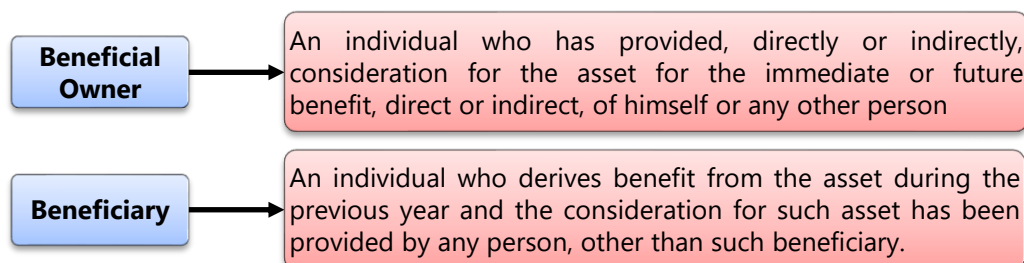 Beneficial
Owner
An individual who has provided, directly or indirectly,
consideration for the asset for the immediate or future
benefit, direct or indirect, of himself or any other person
Beneficiary
An individual who derives benefit from the asset during the
previous year and the consideration for such asset has been
provided by any person, other than such beneficiary.